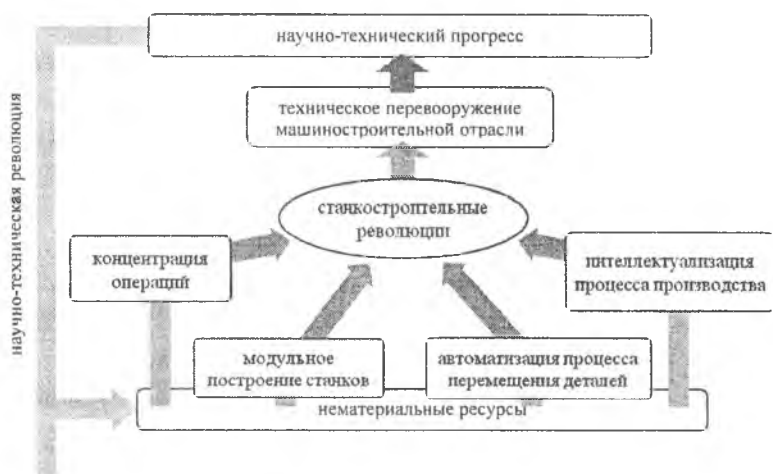 научно-технический прогресс
научно-техническая революция
техническое перевооружение
машиностроительной отрасли
станкостроительные
революции
концентрация
операций
интеллектуализация
процесса производства
модульное
построение станков
автоматизация процесса
перемещения деталей
нематериальные ресурсы